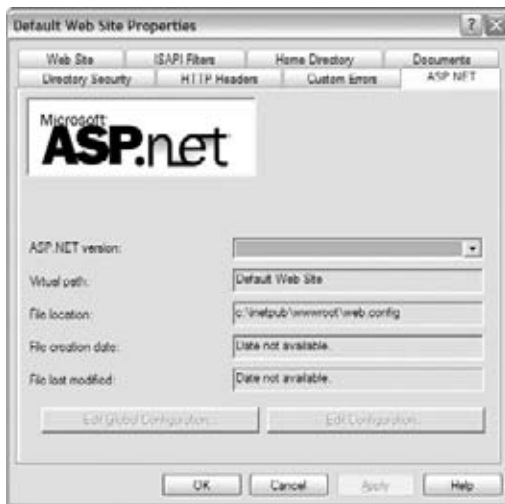 Default Web Site Properties
Web Site ISAPI Filters Home Directory Documents
Directory Security HTTP Headers Custom Errors ASP.NET
Microsoft
ASP.net
ASP.NET version:
Virtual path: Default Web Site
File location: c:\inetpub\wwwroot\web.config
File creation date: Date not available.
File last modified: Date not available.
Edit Global Configuration... Edit Configuration...
OK Cancel Apply Help